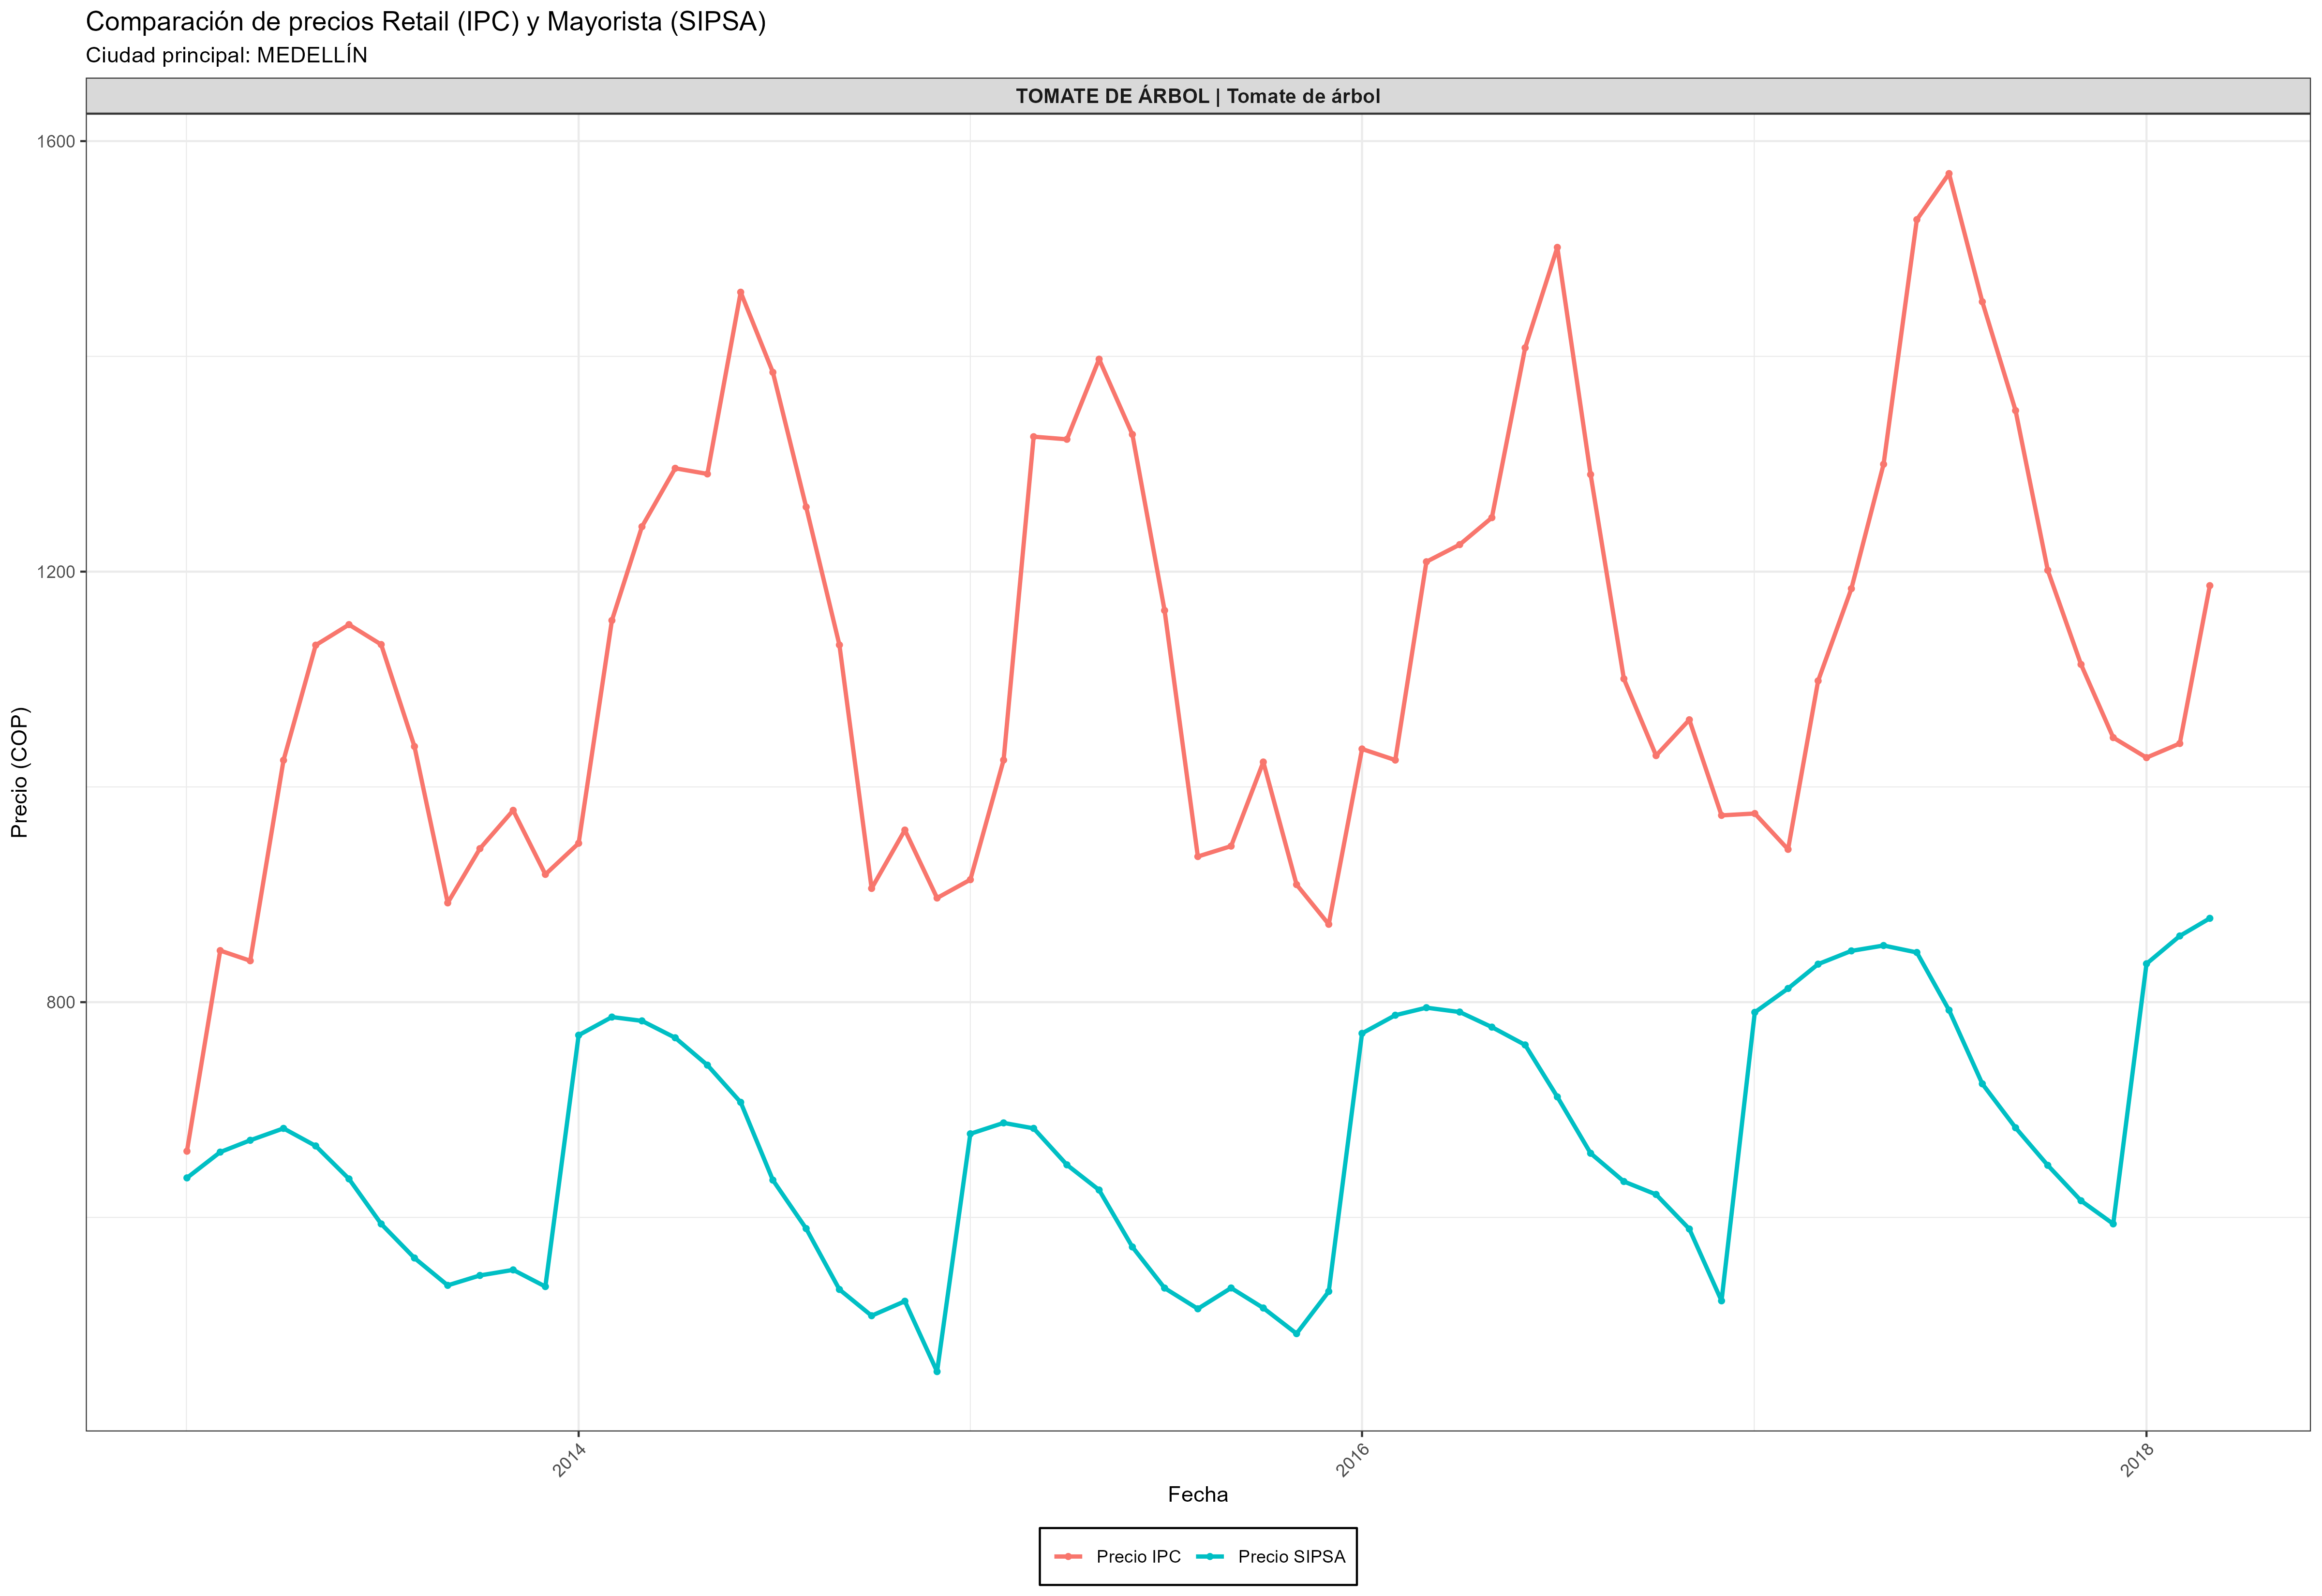 Comparación de precios Retail (IPC) y Mayorista (SIPSA)
Ciudad principal: MEDELLÍN
TOMATE DE ÁRBOL | Tomate de árbol
Precio (COP)
1600
1200
800
2014
2016
2018
Fecha
Precio IPC
Precio SIPSA